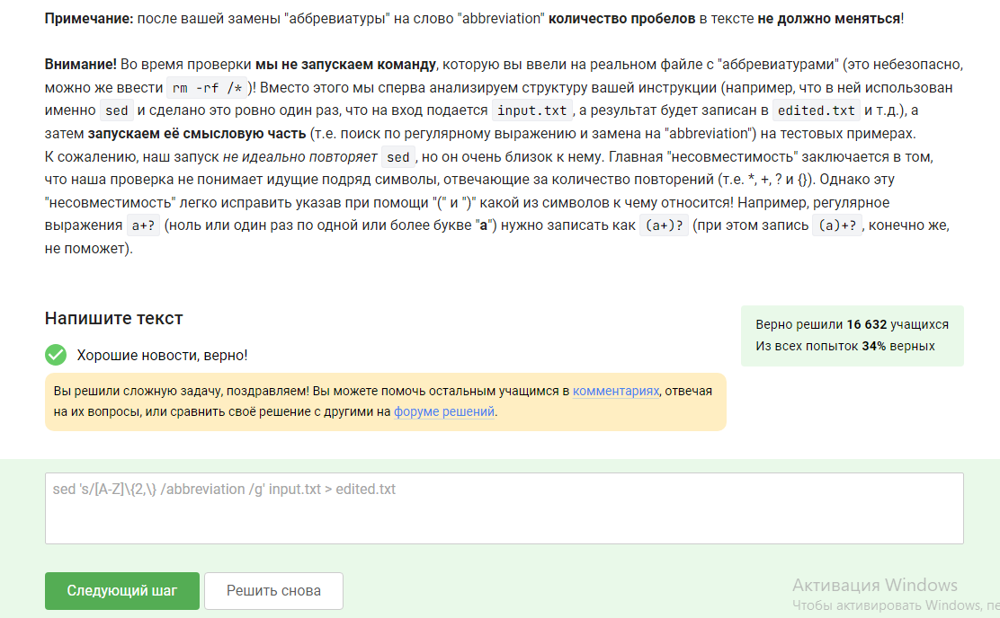 Примечание: после вашей замены "аббревиатуры" на слово "abbreviation" количество пробелов в тексте не должно меняться!
Внимание! Во время проверки мы не запускаем команду, которую вы ввели на реальном файле с "аббревиатурами" (это небезопасно,
можно же ввести rm -rf /* )! Вместо этого мы сперва анализируем структуру вашей инструкции (например, что в ней использован
именно sed и сделано это ровно один раз, что на вход подается input.txt , а результат будет записан в edited.txt и т.д.), а
затем запускаем её смысловую часть (т.е. поиск по регулярному выражению и замена на "abbreviation") на тестовых примерах.
К сожалению, наш запуск не идеально повторяет sed , но он очень близок к нему. Главная "несовместимость" заключается в том,
что наша проверка не понимает идущие подряд символы, отвечающие за количество повторений (т.е. *, +, ? и {}). Однако эту
"несовместимость" легко исправить указав при помощи "(" и ")" какой из символов к чему относится! Например, регулярное
выражения a+? (ноль или один раз по одной или более букве "a") нужно записать как (a+)? (при этом запись (a)+? , конечно же,
не поможет).
Напишите текст
Верно решили 16 632 учащихся
Из всех попыток 34% верных
Хорошие новости, верно!
Вы решили сложную задачу, поздравляем! Вы можете помочь остальным учащимся в комментариях, отвечая
на их вопросы, или сравнить своё решение с другими на форуме решений.
sed 's/[A-Z]\{2,\} /abbreviation /g' input.txt > edited.txt
Следующий шаг
Решить снова
Активация Windows
Чтобы активировать Windows,